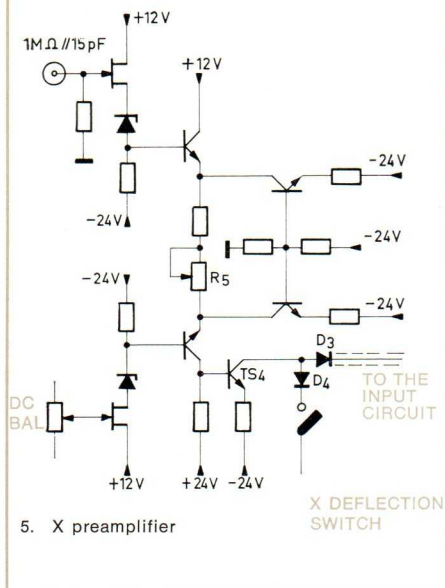 +12V
1MΩ//15pF
+12V
-24V
-24V
-24V
-24V
R5
-24V
D3
TS4
D4
TO THE
INPUT
CIRCUIT
DC
BAL
+12V
+24V -24V
X DEFLECTION
SWITCH
5. X preamplifier